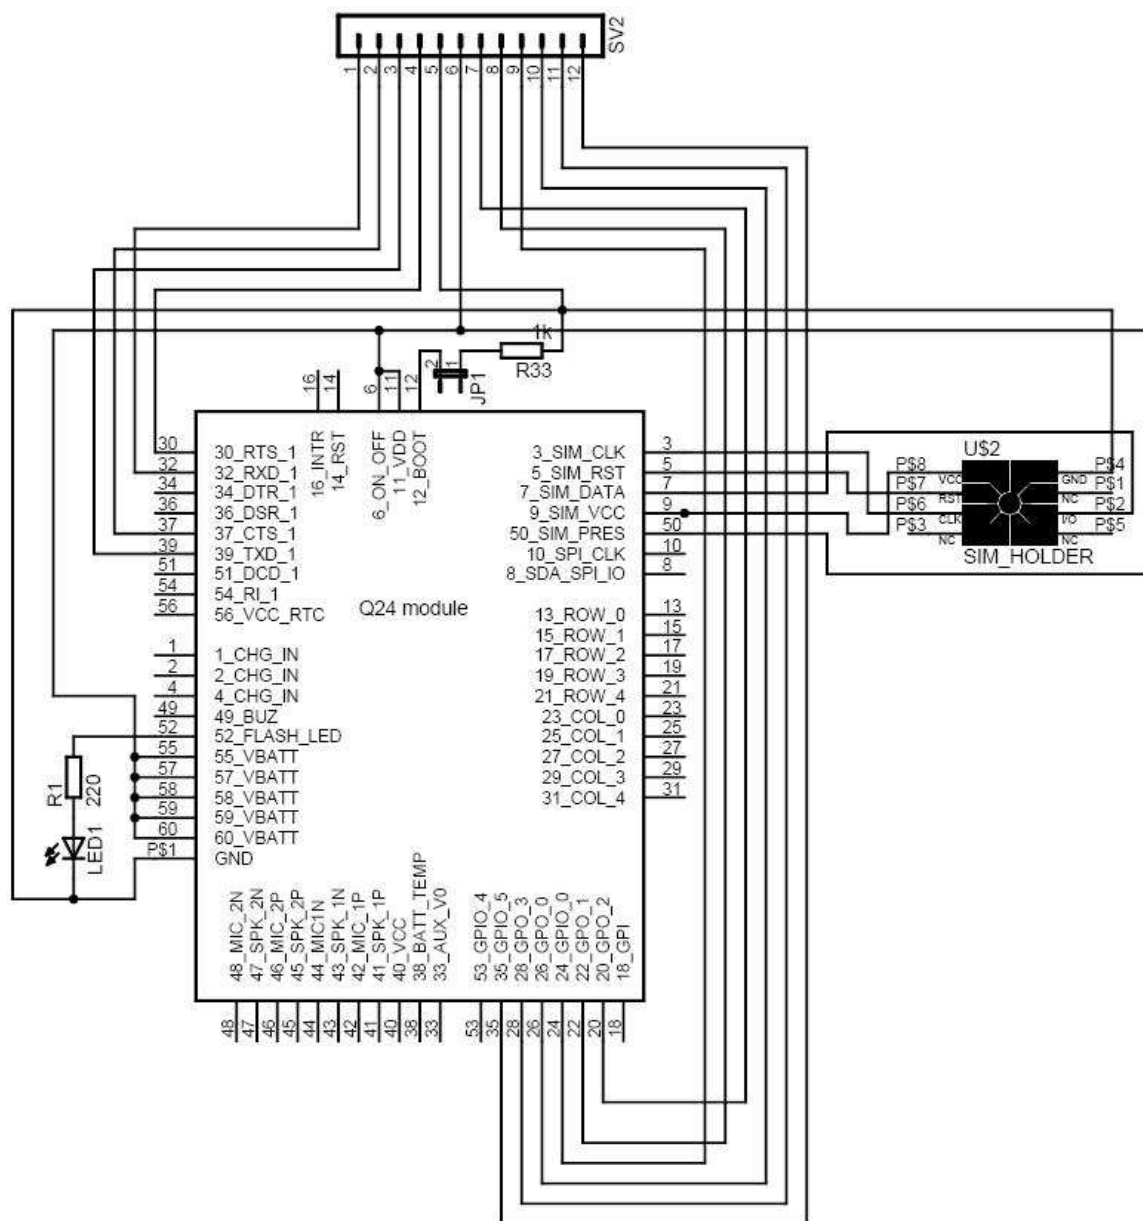 SV2
1 2 3 4 5 6 7 8 9 10 11 12
1k
R33
2 1
JP1
16 14 6 11 12
16_INTR
14_RST
6_ON_OFF
11_VDD
12_BOOT
30 30_RTS_1
32 32_RXD_1
34 34_DTR_1
36 36_DSR_1
37 37_CTS_1
39 39_TXD_1
51 51_DCD_1
54 54_RI_1
56 56_VCC_RTC
1 1_CHG_IN
2 2_CHG_IN
4 4_CHG_IN
49 49_BUZ
52 52_FLASH_LED
55 55_VBATT
57 57_VBATT
58 58_VBATT
59 59_VBATT
60 60_VBATT
P$1 GND
R1
220
LED1
Q24 module
3_SIM_CLK 3
5_SIM_RST 5
7_SIM_DATA 7
9_SIM_VCC 9
50_SIM_PRES 50
10_SPI_CLK 10
8_SDA_SPI_IO 8
13_ROW_0 13
15_ROW_1 15
17_ROW_2 17
19_ROW_3 19
21_ROW_4 21
23_COL_0 23
25_COL_1 25
27_COL_2 27
29_COL_3 29
31_COL_4 31
U$2
P$8 VCC GND P$4
P$7 RST NC P$1
P$6 CLK I/O P$2
P$3 NC NC P$5
SIM_HOLDER
48_MIC_2N
47_SPK_2N
46_MIC_2P
45_SPK_2P
44_MIC1N
43_SPK_1N
42_MIC_1P
41_SPK_1P
40_VCC
38_BATT_TEMP
33_AUX_V0
53_GPIO_4
35_GPIO_5
28_GPO_3
26_GPO_0
24_GPIO_0
22_GPO_1
20_GPO_2
18_GPI
48 47 46 45 44 43 42 41 40 38 33 53 35 28 26 24 22 20 18